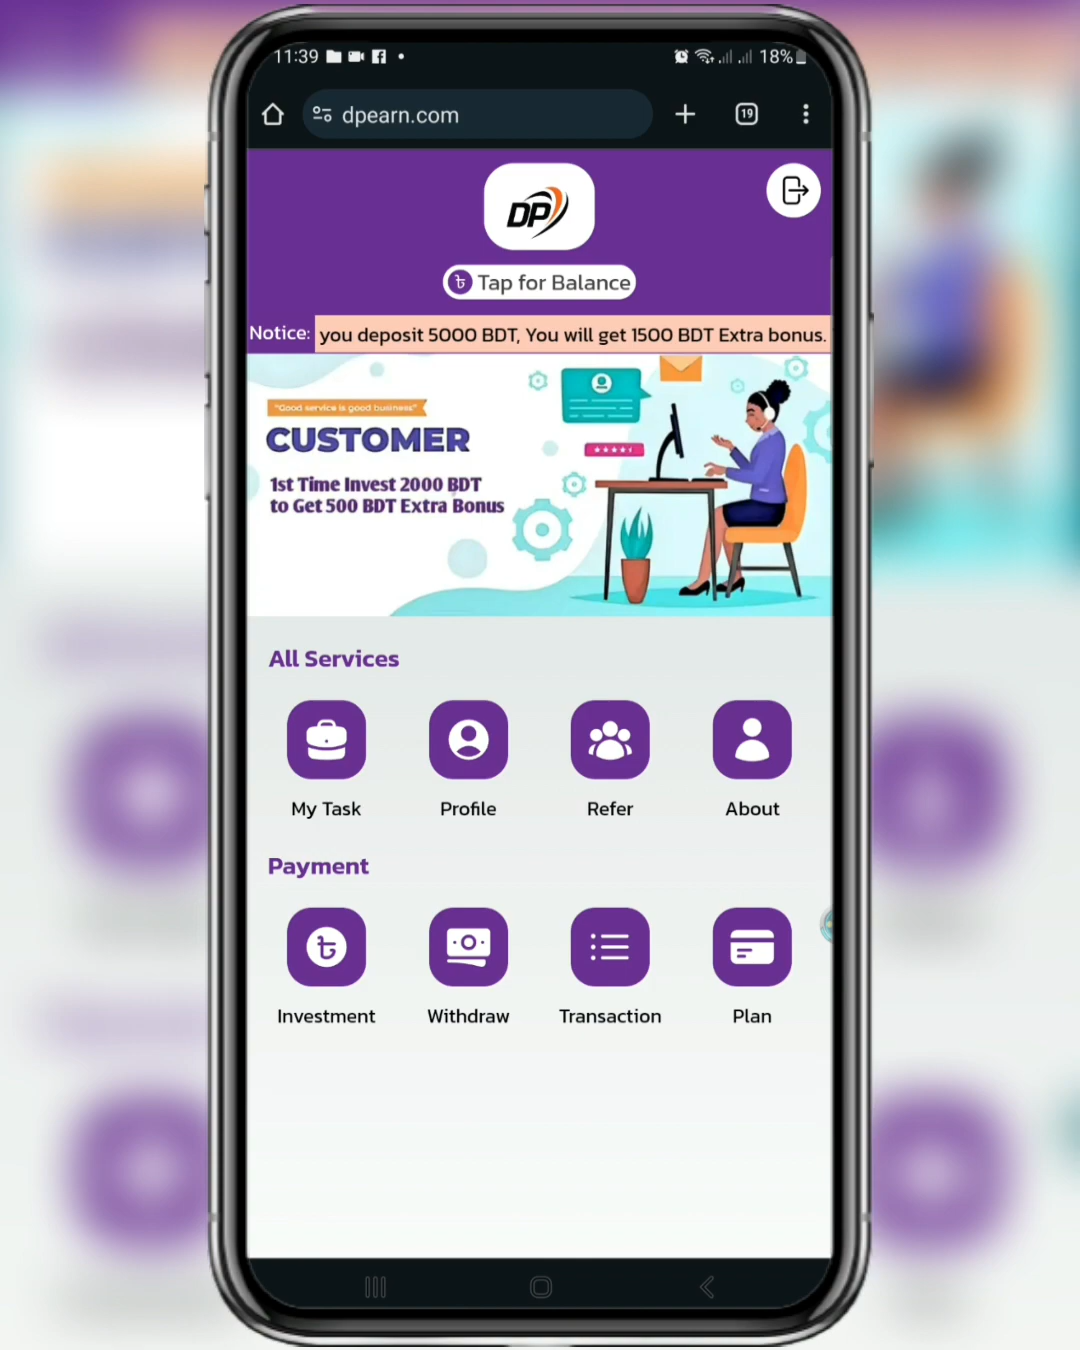 11:39
18%
dpearn.com
19
DP
৳ Tap for Balance
Notice: you deposit 5000 BDT, You will get 1500 BDT Extra bonus.
"Good service is good business"
CUSTOMER
1st Time Invest 2000 BDT
to Get 500 BDT Extra Bonus
All Services
My Task Profile Refer About
Payment
৳
Investment Withdraw Transaction Plan